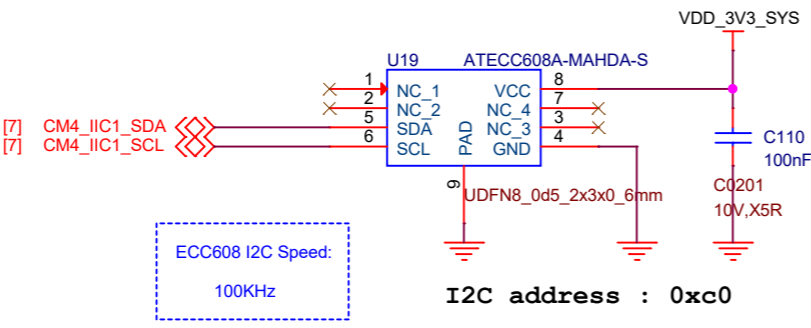 VDD_3V3_SYS
U19 ATECC608A-MAHDA-S
1 NC_1 VCC 8
2 NC_2 NC_4 7
[7] CM4_IIC1_SDA 5 SDA NC_3 3
[7] CM4_IIC1_SCL 6 SCL GND 4
PAD
9
C110
100nF
C0201
10V,X5R
UDFN8_0d5_2x3x0_6mm
ECC608 I2C Speed:
100KHz
I2C address : 0xc0